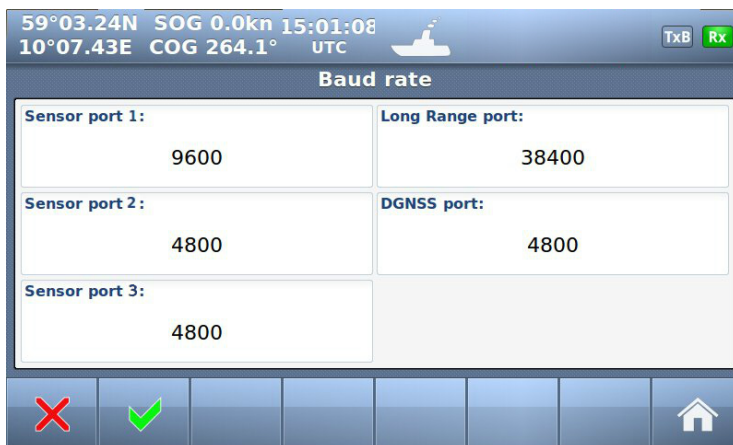 59°03.24N SOG 0.0kn 15:01:08
10°07.43E COG 264.1° UTC
TxB Rx
Baud rate
Sensor port 1: Long Range port:
9600 38400
Sensor port 2: DGNSS port:
4800 4800
Sensor port 3:
4800